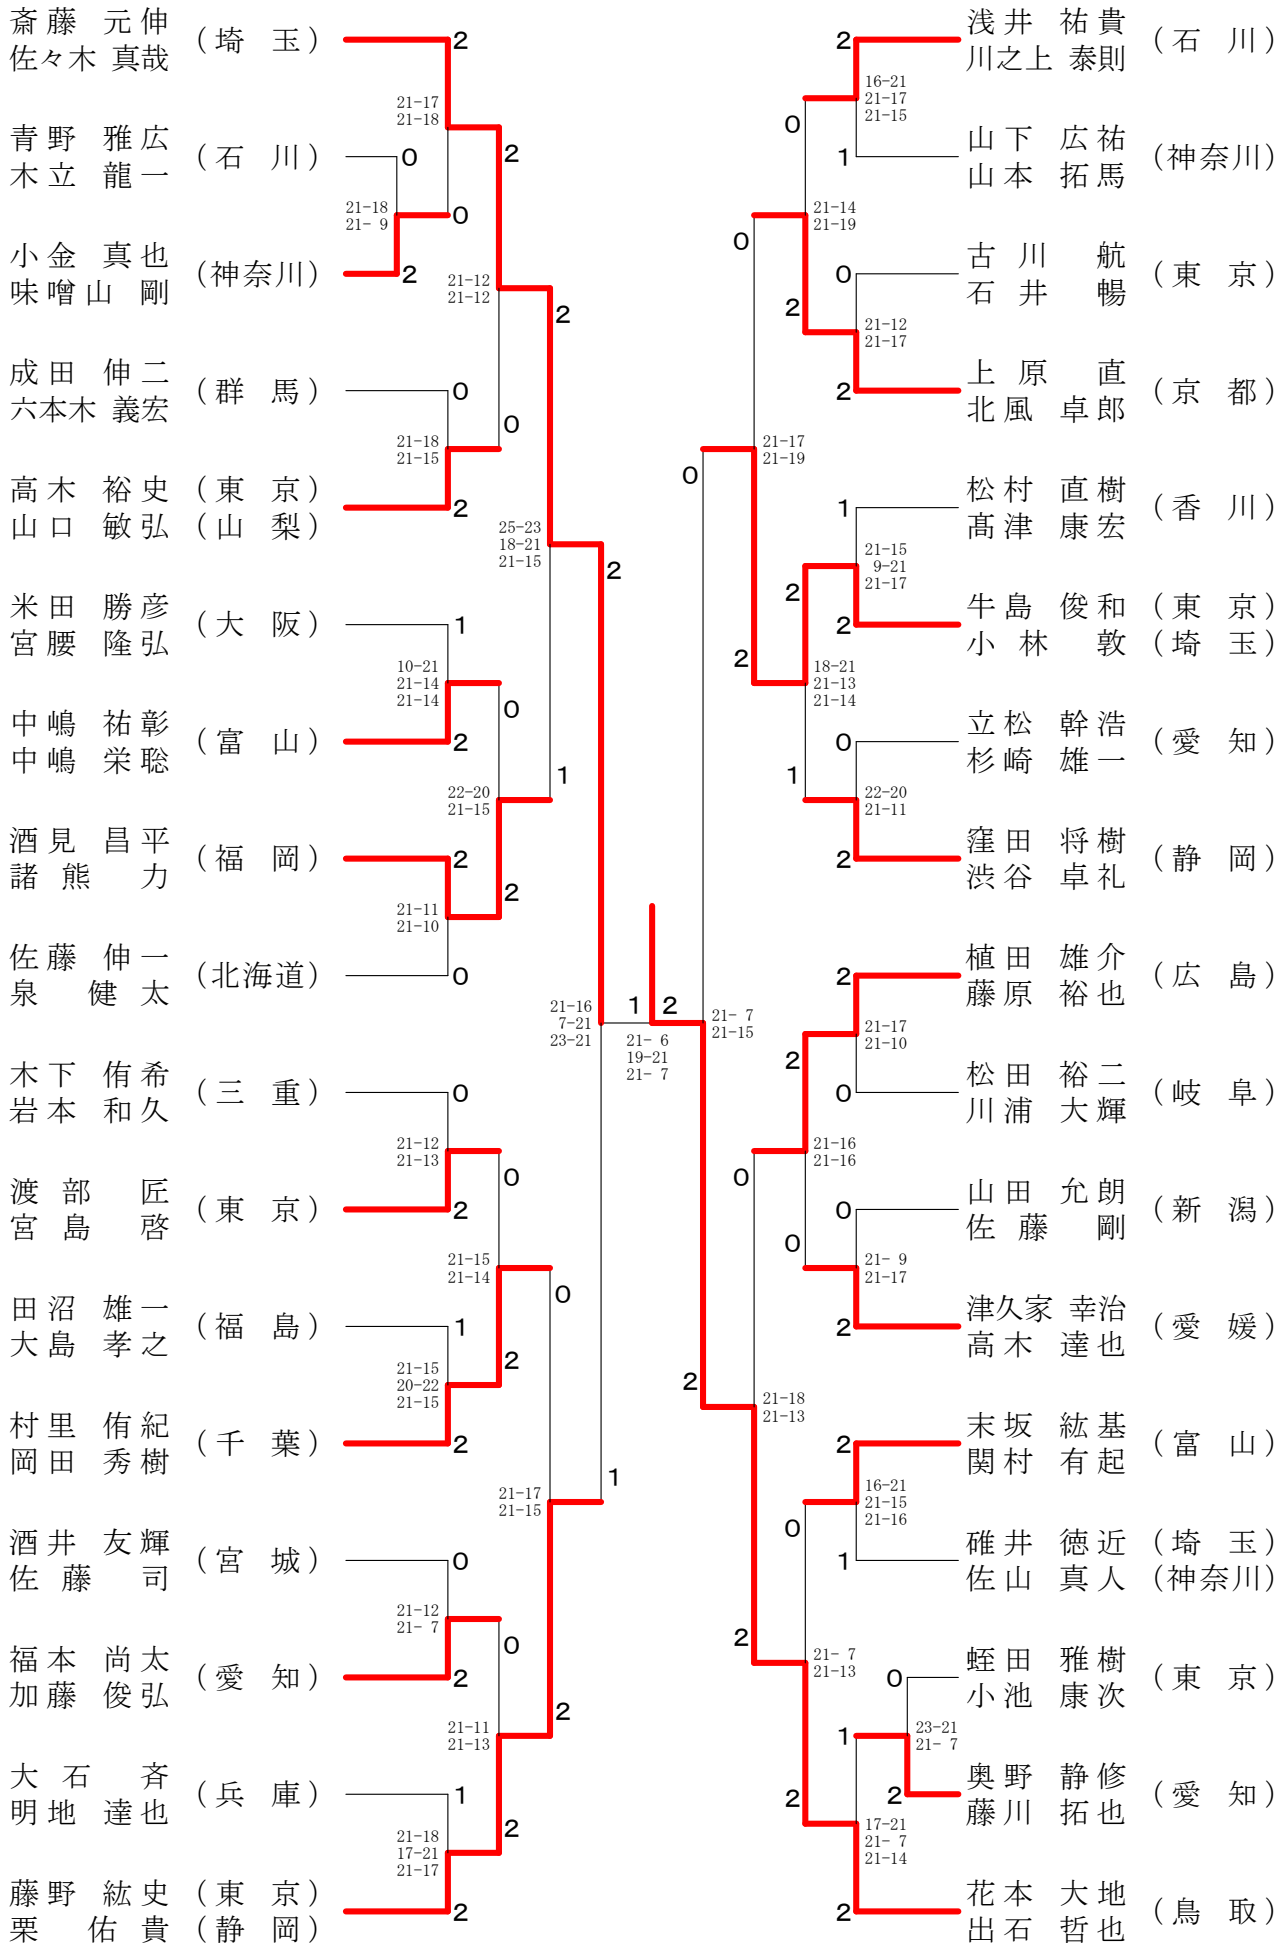 斎藤 元伸
佐々木 真哉
(埼 玉)
2
21-17
21-18
青野 雅広
木立 龍一
(石 川)
0
2
21-18
21- 9
0
小金 真也
味噌山 剛
(神奈川)
2
21-12
21-12
2
成田 伸二
六本木 義宏
(群 馬)
0
0
21-18
21-15
高木 裕史
山口 敏弘
(東 京)
(山 梨)
2
25-23
18-21
21-15
2
米田 勝彦
宮腰 隆弘
(大 阪)
1
10-21
21-14
21-14
0
中嶋 祐彰
中嶋 栄聡
(富 山)
2
1
22-20
21-15
酒見 昌平
諸熊 力
(福 岡)
2
2
21-11
21-10
佐藤 伸一
泉 健太
(北海道)
0
21-16
7-21
23-21
1
2
21- 6
19-21
21- 7
木下 侑希
岩本 和久
(三 重)
0
21-12
21-13
0
渡部 匠
宮島 啓
(東 京)
2
21-15
21-14
0
田沼 雄一
大島 孝之
(福 島)
1
2
21-15
20-22
21-15
村里 侑紀
岡田 秀樹
(千 葉)
2
1
21-17
21-15
酒井 友輝
佐藤 司
(宮 城)
0
21-12
21- 7
0
福本 尚太
加藤 俊弘
(愛 知)
2
2
21-11
21-13
大石 斉
明地 達也
(兵 庫)
1
2
21-18
17-21
21-17
藤野 紘史
栗 佑貴
(東 京)
(静 岡)
2
2
浅井 祐貴
川之上 泰則
(石 川)
16-21
21-17
21-15
0
1
山下 広祐
山本 拓馬
(神奈川)
21-14
21-19
0
0
古川 航
石井 暢
(東 京)
2
21-12
21-17
2
上原 直
北風 卓郎
(京 都)
21-17
21-19
0
1
松村 直樹
髙津 康宏
(香 川)
21-15
9-21
21-17
2
2
牛島 俊和
小林 敦
(東 京)
(埼 玉)
2
18-21
21-13
21-14
0
立松 幹浩
杉崎 雄一
(愛 知)
1
22-20
21-11
2
窪田 将樹
渋谷 卓礼
(静 岡)
2
植田 雄介
藤原 裕也
(広 島)
21- 7
21-15
21-17
21-10
2
0
松田 裕二
川浦 大輝
(岐 阜)
21-16
21-16
0
0
山田 允朗
佐藤 剛
(新 潟)
0
21- 9
21-17
2
津久家 幸治
高木 達也
(愛 媛)
2
21-18
21-13
2
末坂 紘基
関村 有起
(富 山)
16-21
21-15
21-16
0
1
碓井 徳近
佐山 真人
(埼 玉)
(神奈川)
2
21- 7
21-13
0
蛭田 雅樹
小池 康次
(東 京)
1
23-21
21- 7
2
2
奥野 静修
藤川 拓也
(愛 知)
17-21
21- 7
21-14
2
花本 大地
出石 哲也
(鳥 取)